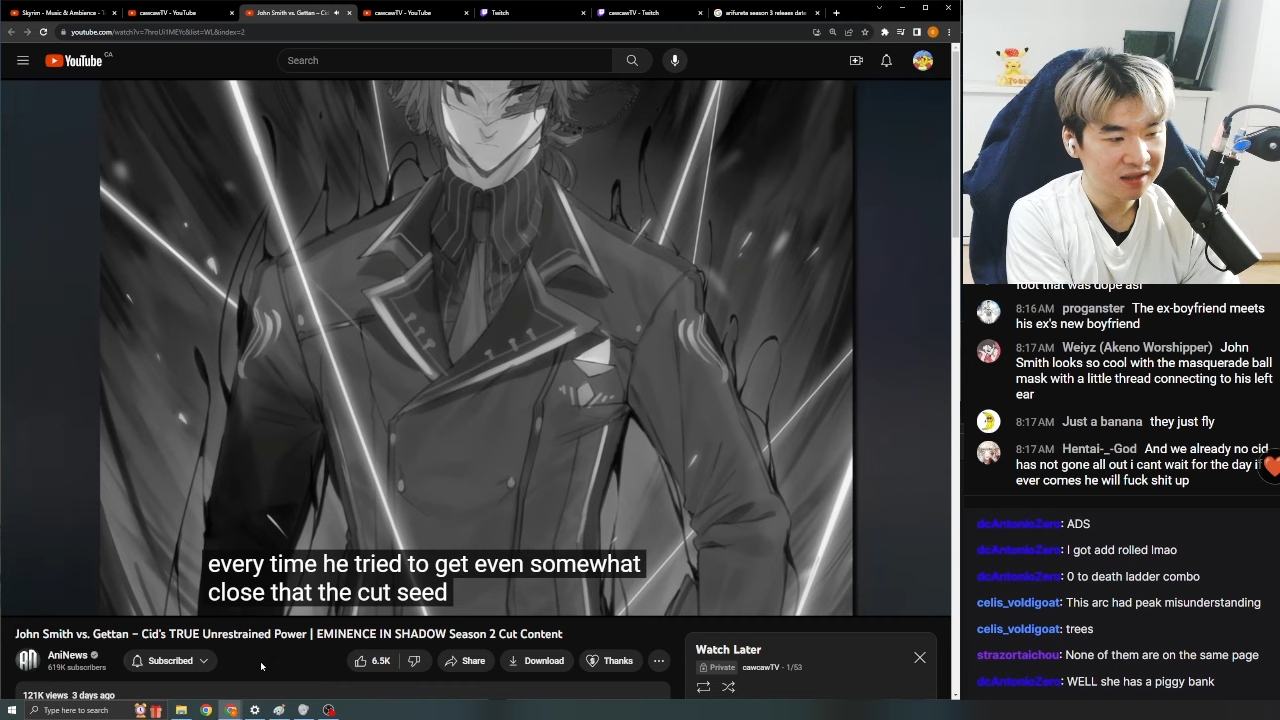 Skyrim - Music & Ambience - T
cawcawTV - YouTube
John Smith vs. Gettan – Cid's
cawcawTV - YouTube
Twitch
cawcawTV - Twitch
arifureta season 3 release date
youtube.com/watch?v=7hroUi1MEYc&list=WL&index=2
YouTube CA
Search
every time he tried to get even somewhat
close that the cut seed
John Smith vs. Gettan – Cid's TRUE Unrestrained Power | EMINENCE IN SHADOW Season 2 Cut Content
AniNews
619K subscribers
Subscribed
6.5K
Share
Download
Thanks
121K views 3 days ago
Watch Later
Private cawcawTV - 1/53
Type here to search
foot that was dope asf
8:16 AM proganster The ex-boyfriend meets
his ex's new boyfriend
8:17 AM Weiyz (Akeno Worshipper) John
Smith looks so cool with the masquerade ball
mask with a little thread connecting to his left
ear
8:17 AM Just a banana they just fly
8:17 AM Hentai-_-God And we already no cid
has not gone all out i cant wait for the day i
ever comes he will fuck shit up
dcAntonioZero: ADS
dcAntonioZero: I got add rolled lmao
dcAntonioZero: 0 to death ladder combo
celis_voldigoat: This arc had peak misunderstanding
celis_voldigoat: trees
strazortaichou: None of them are on the same page
dcAntonioZero: WELL she has a piggy bank